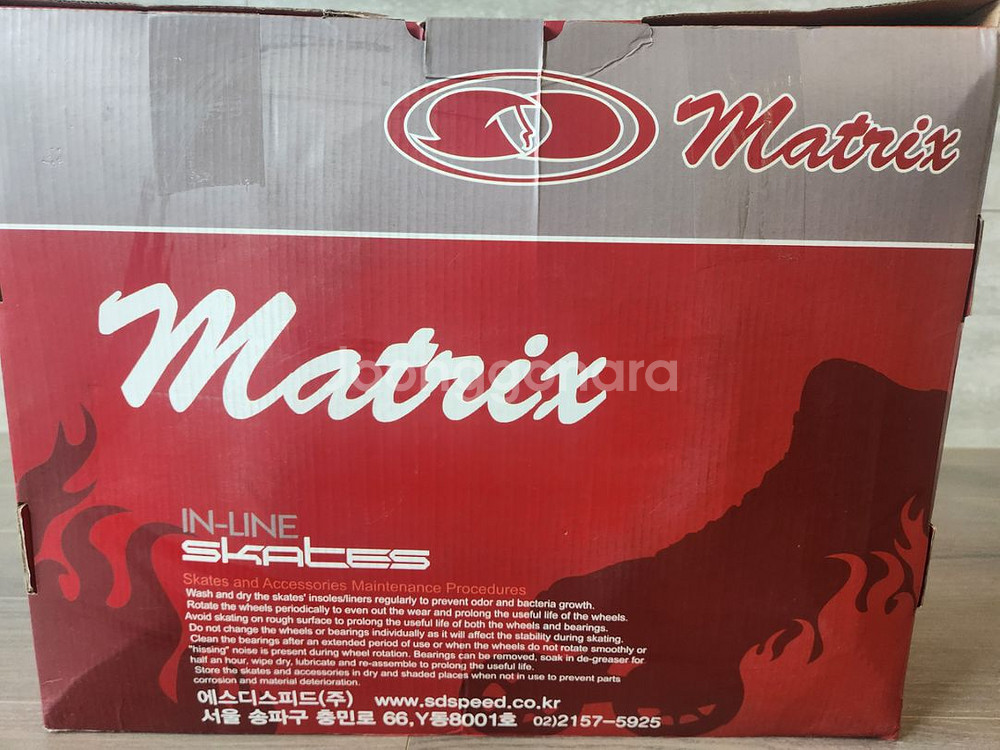 Matrix
Matrix
Joonggonara
IN-LINE
SKATES
Skates and Accessories Maintenance Procedures
Wash and dry the skates' insoles/liners regularly to prevent odor and bacteria growth.
Rotate the wheels periodically to even out the wear and prolong the useful life of the wheels.
Avoid skating on rough surface to prolong the useful life of both the wheels and bearings.
Do not change the wheels or bearings individually as it will affect the stability during skating.
Clean the bearings after an extended period of use or when the wheels do not rotate smoothly or
"hissing" noise is present during wheel rotation. Bearings can be removed, soak in de-greaser for
half an hour, wipe dry, lubricate and re-assemble to prolong the useful life.
Store the skates and accessories in dry and shaded places when not in use to prevent parts
corrosion and material deterioration.
에스디스피드(주) www.sdspeed.co.kr
서울 송파구 충민로 66,Y동8001호 02)2157-5925